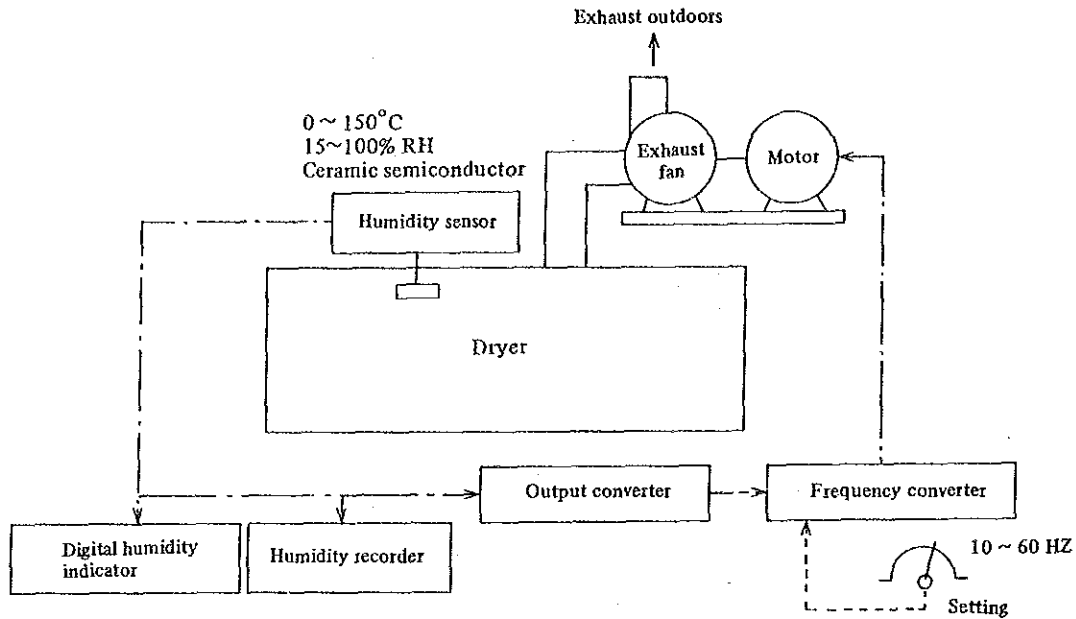 Exhaust outdoors
0 ~ 150°C
15~100% RH
Ceramic semiconductor
Exhaust
fan
Motor
Humidity sensor
Dryer
Output converter
Frequency converter
Digital humidity
indicator
Humidity recorder
10 ~ 60 HZ
Setting